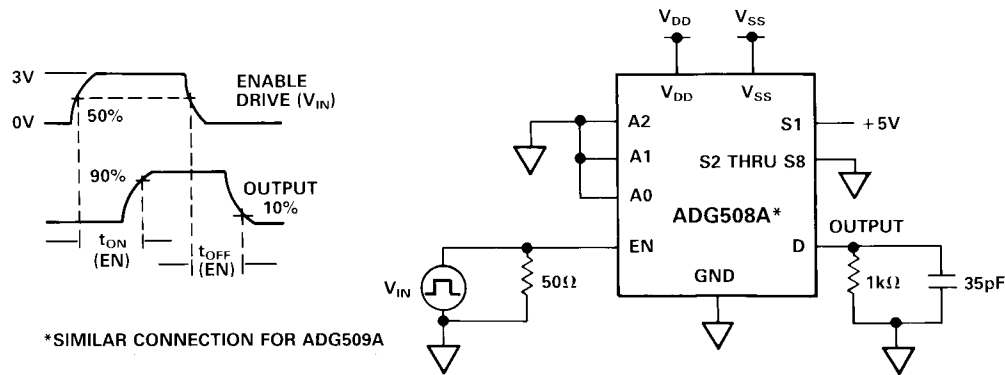 3V
0V
50%
ENABLE
DRIVE (VIN)
90%
OUTPUT
10%
tON
(EN)
tOFF
(EN)
*SIMILAR CONNECTION FOR ADG509A
VDD
VSS
VDD
VSS
A2
A1
A0
EN
S1
+5V
S2 THRU S8
ADG508A*
D
OUTPUT
GND
VIN
50Ω
1kΩ
35pF